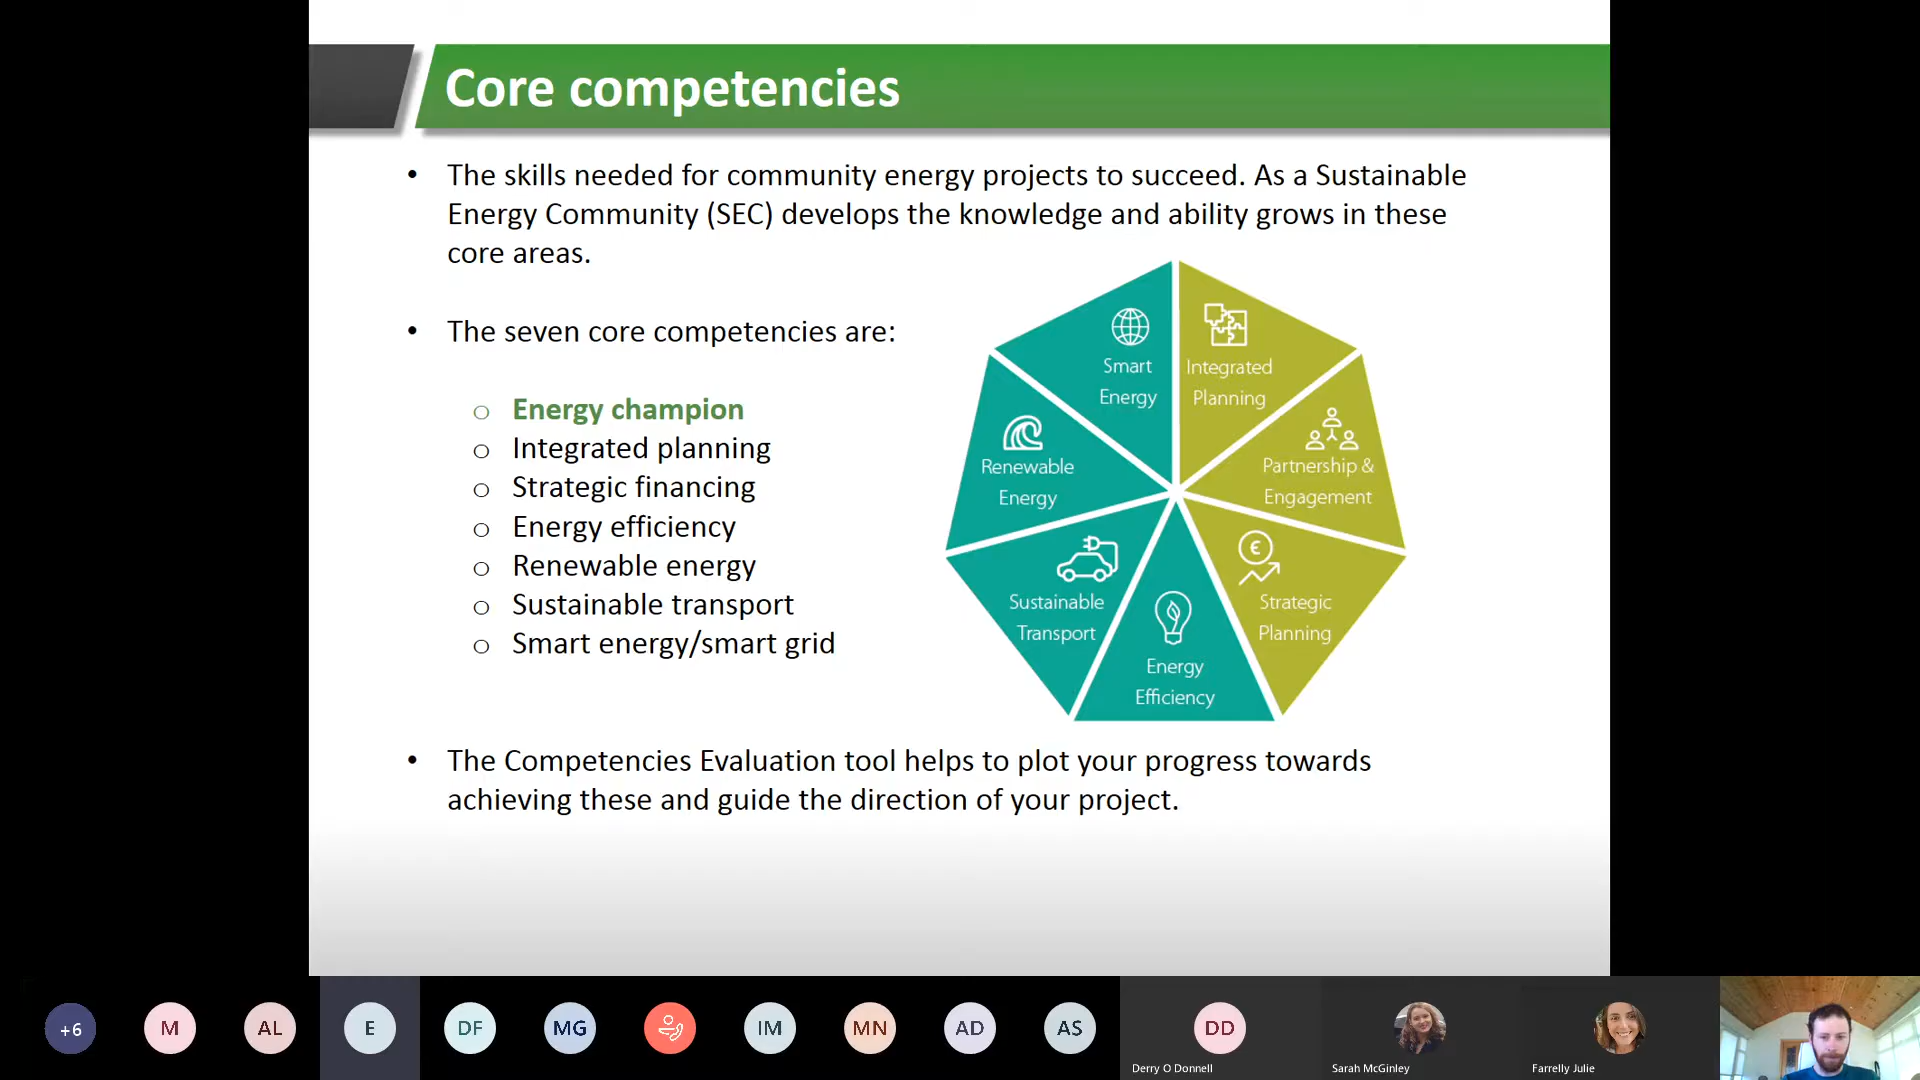 Core competencies
• The skills needed for community energy projects to succeed. As a Sustainable
Energy Community (SEC) develops the knowledge and ability grows in these
core areas.
• The seven core competencies are:
o Energy champion
o Integrated planning
o Strategic financing
o Energy efficiency
o Renewable energy
o Sustainable transport
o Smart energy/smart grid
Smart
Energy
Integrated
Planning
Renewable
Energy
Partnership &
Engagement
€
Sustainable
Transport
Strategic
Planning
Energy
Efficiency
• The Competencies Evaluation tool helps to plot your progress towards
achieving these and guide the direction of your project.
+6
M
AL
E
DF
MG
IM
MN
AD
AS
DD
Derry O Donnell
Sarah McGinley
Farrelly Julie